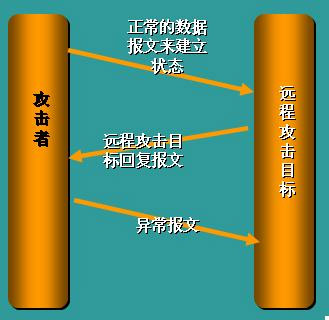 正常的数据
报文来建立
状态
攻击者
远程攻击目标
远程攻击目
标回复报文
异常报文